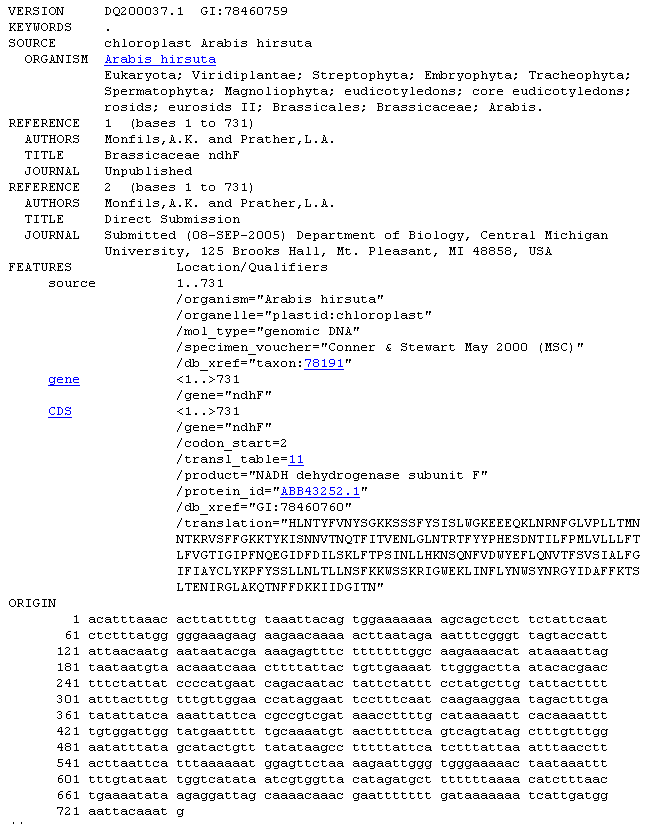 VERSION DQ200037.1 GI:78460759
KEYWORDS .
SOURCE chloroplast Arabis hirsuta
ORGANISM Arabis hirsuta
Eukaryota; Viridiplantae; Streptophyta; Embryophyta; Tracheophyta;
Spermatophyta; Magnoliophyta; eudicotyledons; core eudicotyledons;
rosids; eurosids II; Brassicales; Brassicaceae; Arabis.
REFERENCE 1 (bases 1 to 731)
AUTHORS Monfils,A.K. and Prather,L.A.
TITLE Brassicaceae ndhF
JOURNAL Unpublished
REFERENCE 2 (bases 1 to 731)
AUTHORS Monfils,A.K. and Prather,L.A.
TITLE Direct Submission
JOURNAL Submitted (08-SEP-2005) Department of Biology, Central Michigan
University, 125 Brooks Hall, Mt. Pleasant, MI 48858, USA
FEATURES Location/Qualifiers
source 1..731
/organism="Arabis hirsuta"
/organelle="plastid:chloroplast"
/mol_type="genomic DNA"
/specimen_voucher="Conner & Stewart May 2000 (MSC)"
/db_xref="taxon:78191"
gene <1..>731
/gene="ndhF"
CDS <1..>731
/gene="ndhF"
/codon_start=2
/transl_table=11
/product="NADH dehydrogenase subunit F"
/protein_id="ABB43252.1"
/db_xref="GI:78460760"
/translation="HLNTYFVNYSGKKSSSFYSISLWGKEEEQKLNRNFGLVPLLTMN
NTKRVSFFGKKTYKISNNVTNQTFITVENLGLNTRTFYYPHESDNTILFPMLVLLLFT
LFVGTIGIPFNQEGIDFDILSKLFTPSINLLHKNSQNFVDWYEFLQNVTFSVSIALFG
IFIAYCLYKPFYSSLLNLTLLNSFKKWSSKRIGWEKLINFLYNWSYNRGYIDAFFKTS
LTENIRGLAKQTNFFDKKIIDGITN"
ORIGIN
1 acatttaaac acttattttg taaattacag tggaaaaaaa agcagctcct tctattcaat
61 ctctttatgg gggaaagaag aagaacaaaa acttaataga aatttcgggt tagtaccatt
121 attaacaatg aataatacga aaagagtttc tttttttggc aagaaaacat ataaaattag
181 taataatgta acaaatcaaa cttttattac tgttgaaaat ttgggactta atacacgaac
241 tttctattat ccccatgaat cagacaatac tattctattt cctatgcttg tattactttt
301 atttactttg tttgttggaa ccataggaat tcctttcaat caagaaggaa tagactttga
361 tatattatca aaattattca cgccgtcgat aaaccttttg cataaaaatt cacaaaattt
421 tgtggattgg tatgaatttt tgcaaaatgt aactttttca gtcagtatag ctttgtttgg
481 aatatttata gcatactgtt tatataagcc tttttattca tctttattaa atttaacctt
541 acttaattca tttaaaaaat ggagttctaa aagaattggg tgggaaaaac taataaattt
601 tttgtataat tggtcatata atcgtggtta catagatgct ttttttaaaa catctttaac
661 tgaaaatata agaggattag caaaacaaac gaattttttt gataaaaaaa tcattgatgg
721 aattacaaat g